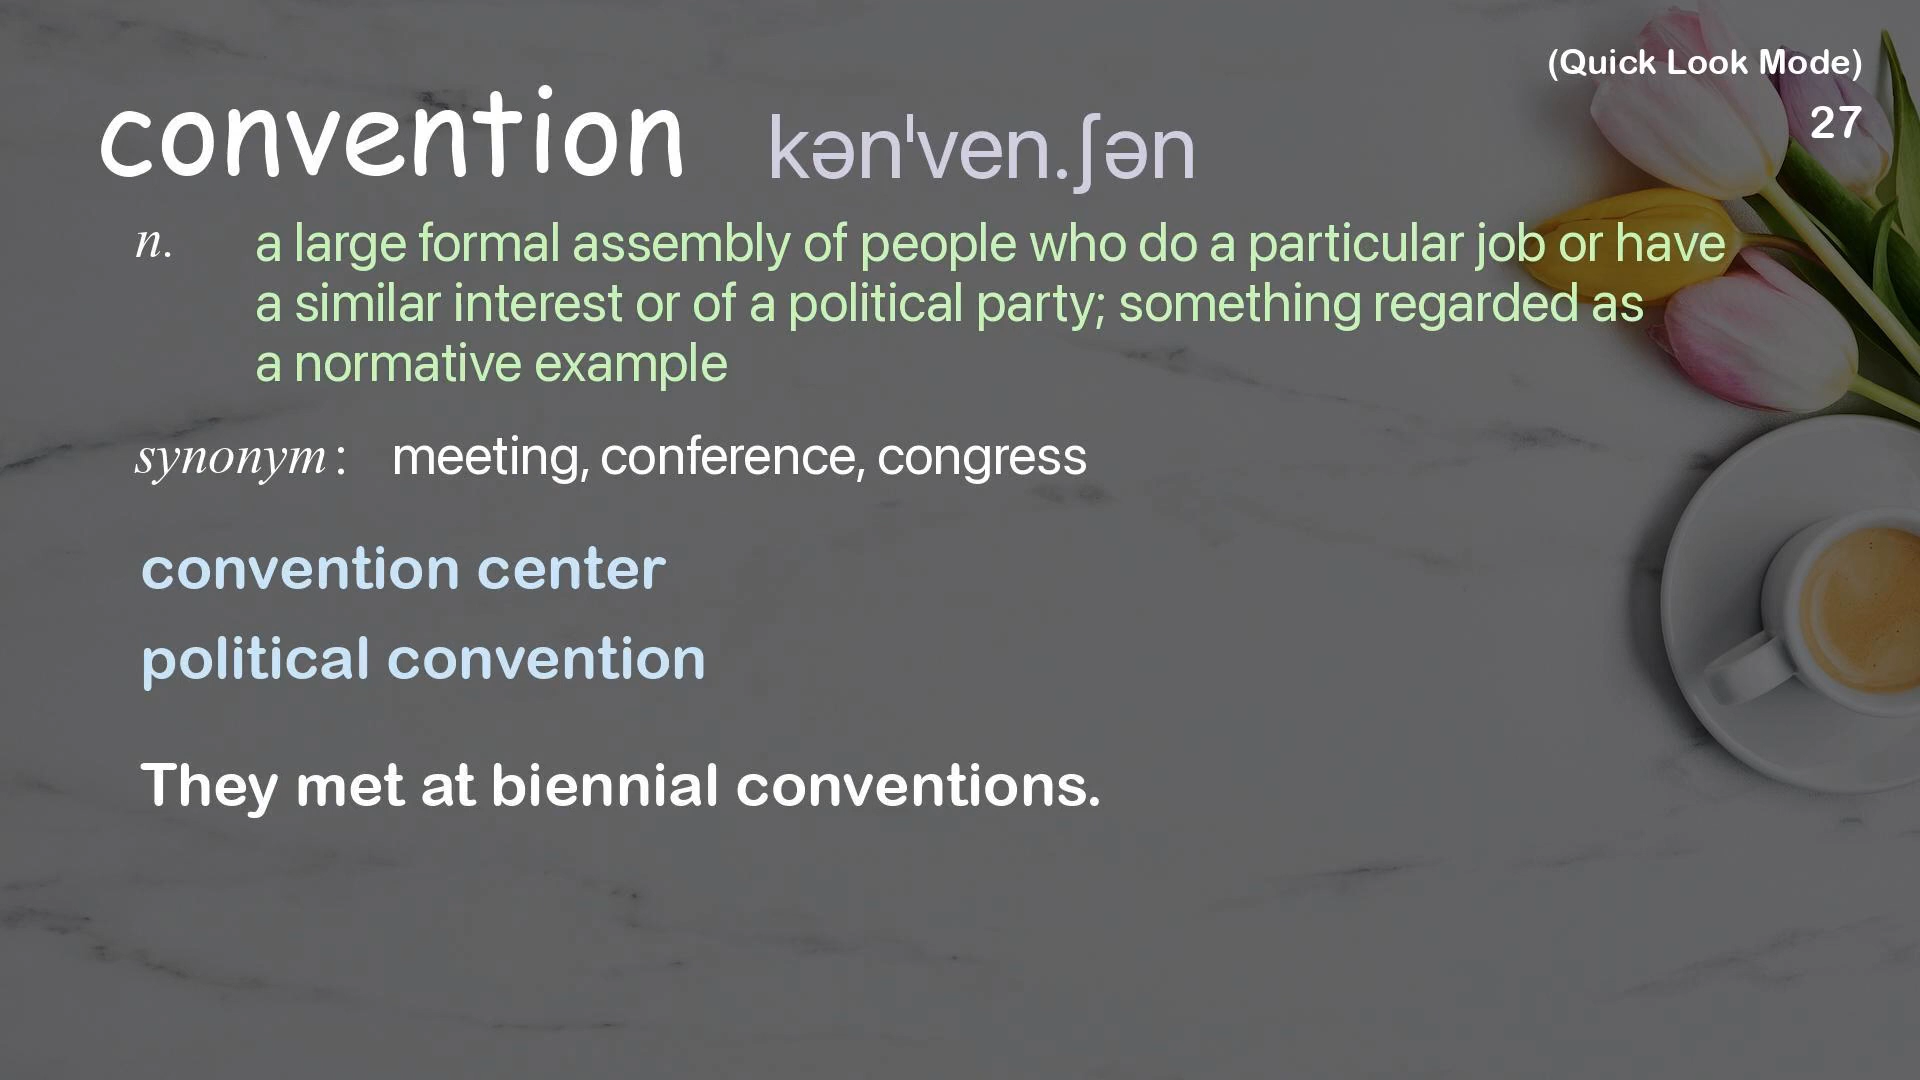 (Quick Look Mode)
27
convention kən'ven.ʃən
n. a large formal assembly of people who do a particular job or have
a similar interest or of a political party; something regarded as
a normative example
synonym: meeting, conference, congress
convention center
political convention
They met at biennial conventions.